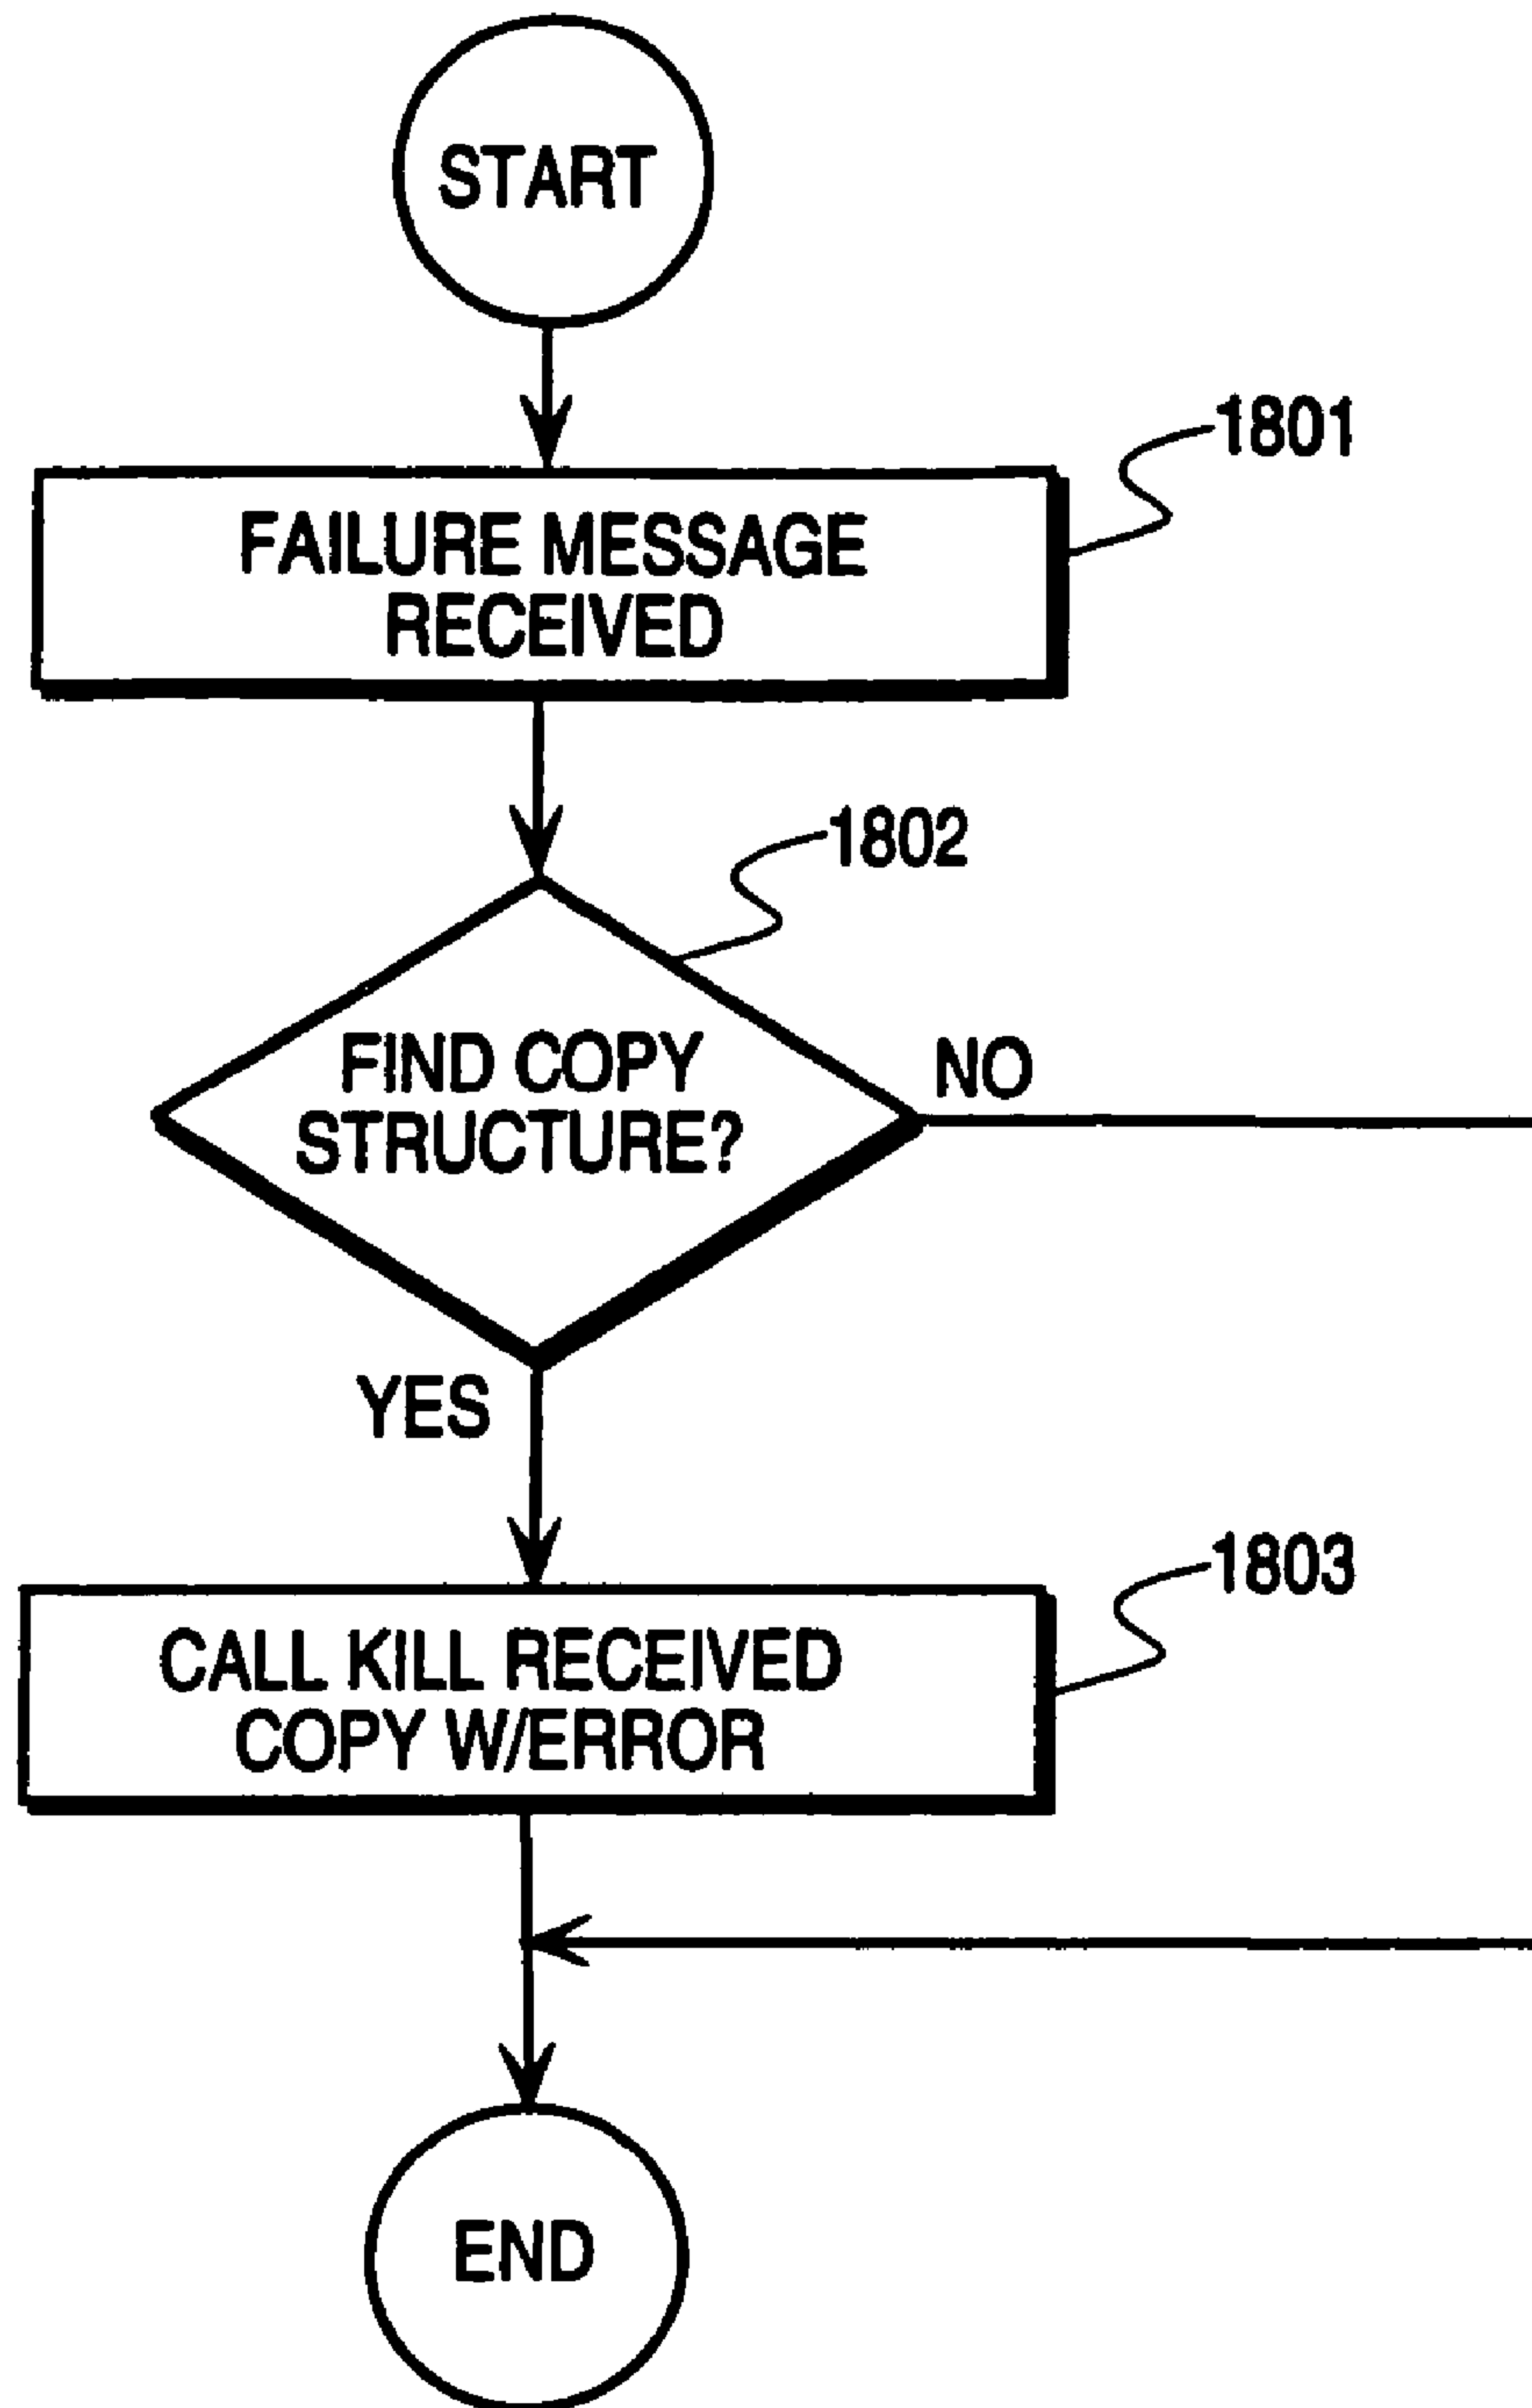 START
1801
FAILURE MESSAGE
RECEIVED
1802
FIND COPY
STRUCTURE?
NO
YES
1803
CALL KILL RECEIVED
COPY W/ERROR
END